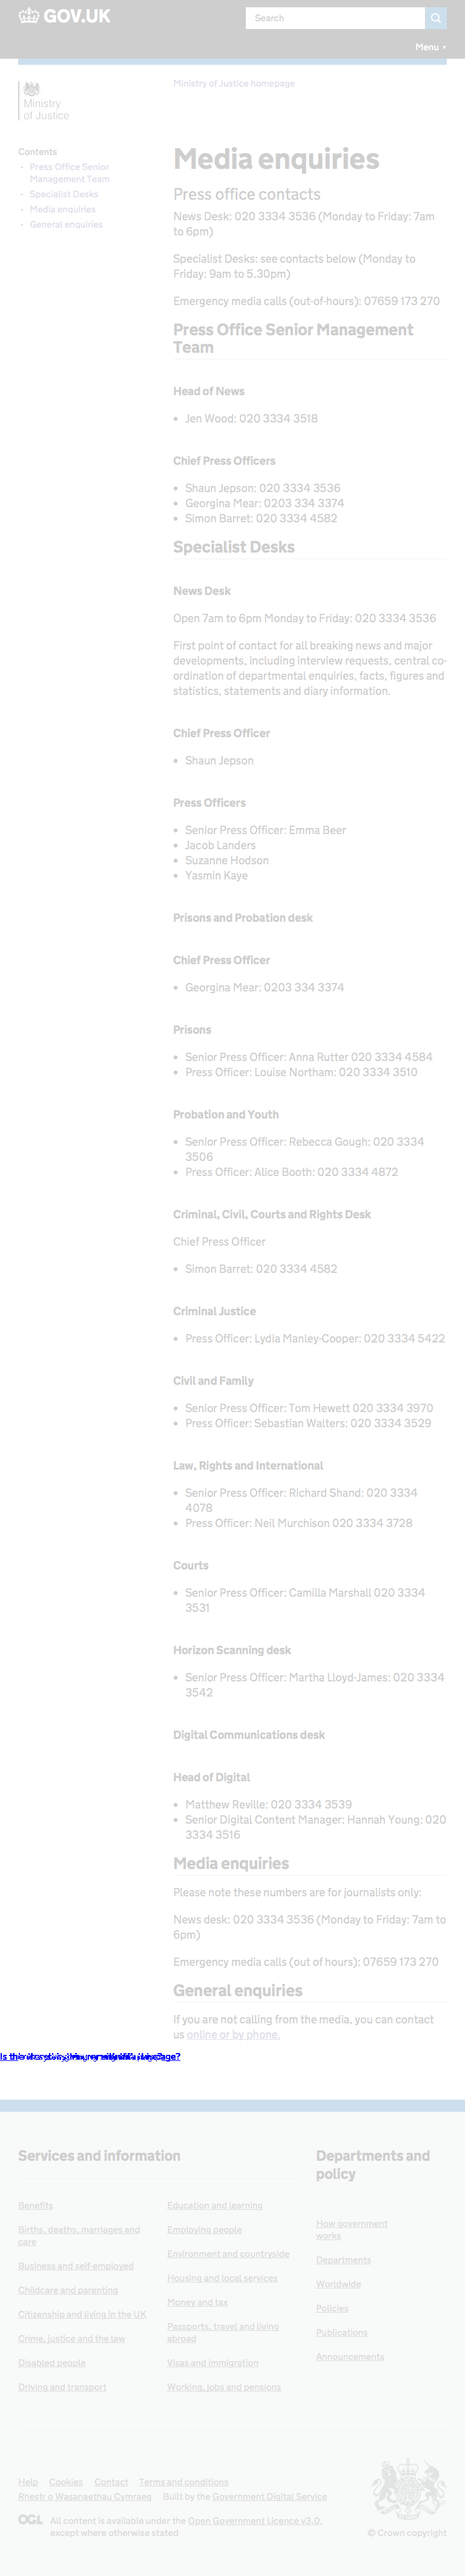 GOV.UK
Search
Menu
Ministry
of Justice
Ministry of Justice homepage
Contents
Press Office Senior
Management Team
Specialist Desks
Media enquiries
General enquiries
Media enquiries
Press office contacts
News Desk: 020 3334 3536 (Monday to Friday: 7am
to 6pm)
Specialist Desks: see contacts below (Monday to
Friday: 9am to 5.30pm)
Emergency media calls (out-of-hours): 07659 173 270
Press Office Senior Management
Team
Head of News
Jen Wood: 020 3334 3518
Chief Press Officers
Shaun Jepson: 020 3334 3536
Georgina Mear: 0203 334 3374
Simon Barret: 020 3334 4582
Specialist Desks
News Desk
Open 7am to 6pm Monday to Friday: 020 3334 3536
First point of contact for all breaking news and major
developments, including interview requests, central co-
ordination of departmental enquiries, facts, figures and
statistics, statements and diary information.
Chief Press Officer
Shaun Jepson
Press Officers
Senior Press Officer: Emma Beer
Jacob Landers
Suzanne Hodson
Yasmin Kaye
Prisons and Probation desk
Chief Press Officer
Georgina Mear: 0203 334 3374
Prisons
Senior Press Officer: Anna Rutter 020 3334 4584
Press Officer: Louise Northam: 020 3334 3510
Probation and Youth
Senior Press Officer: Rebecca Gough: 020 3334
3506
Press Officer: Alice Booth: 020 3334 4872
Criminal, Civil, Courts and Rights Desk
Chief Press Officer
Simon Barret: 020 3334 4582
Criminal Justice
Press Officer: Lydia Manley-Cooper: 020 3334 5422
Civil and Family
Senior Press Officer: Tom Hewett 020 3334 3970
Press Officer: Sebastian Walters: 020 3334 3529
Law, Rights and International
Senior Press Officer: Richard Shand: 020 3334
4078
Press Officer: Neil Murchison 020 3334 3728
Courts
Senior Press Officer: Camilla Marshall 020 3334
3531
Horizon Scanning desk
Senior Press Officer: Martha Lloyd-James: 020 3334
3542
Digital Communications desk
Head of Digital
Matthew Reville: 020 3334 3539
Senior Digital Content Manager: Hannah Young: 020
3334 3516
Media enquiries
Please note these numbers are for journalists only:
News desk: 020 3334 3536 (Monday to Friday: 7am to
6pm)
Emergency media calls (out of hours): 07659 173 270
General enquiries
If you are not calling from the media, you can contact
us online or by phone.
Services and information
Benefits
Births, deaths, marriages and
care
Business and self-employed
Childcare and parenting
Citizenship and living in the UK
Crime, justice and the law
Disabled people
Driving and transport
Education and learning
Employing people
Environment and countryside
Housing and local services
Money and tax
Passports, travel and living
abroad
Visas and immigration
Working, jobs and pensions
Departments and
policy
How government
works
Departments
Worldwide
Policies
Publications
Announcements
Help Cookies Contact Terms and conditions
Rhestr o Wasanaethau Cymraeg Built by the Government Digital Service
OGL All content is available under the Open Government Licence v3.0,
except where otherwise stated
© Crown copyright